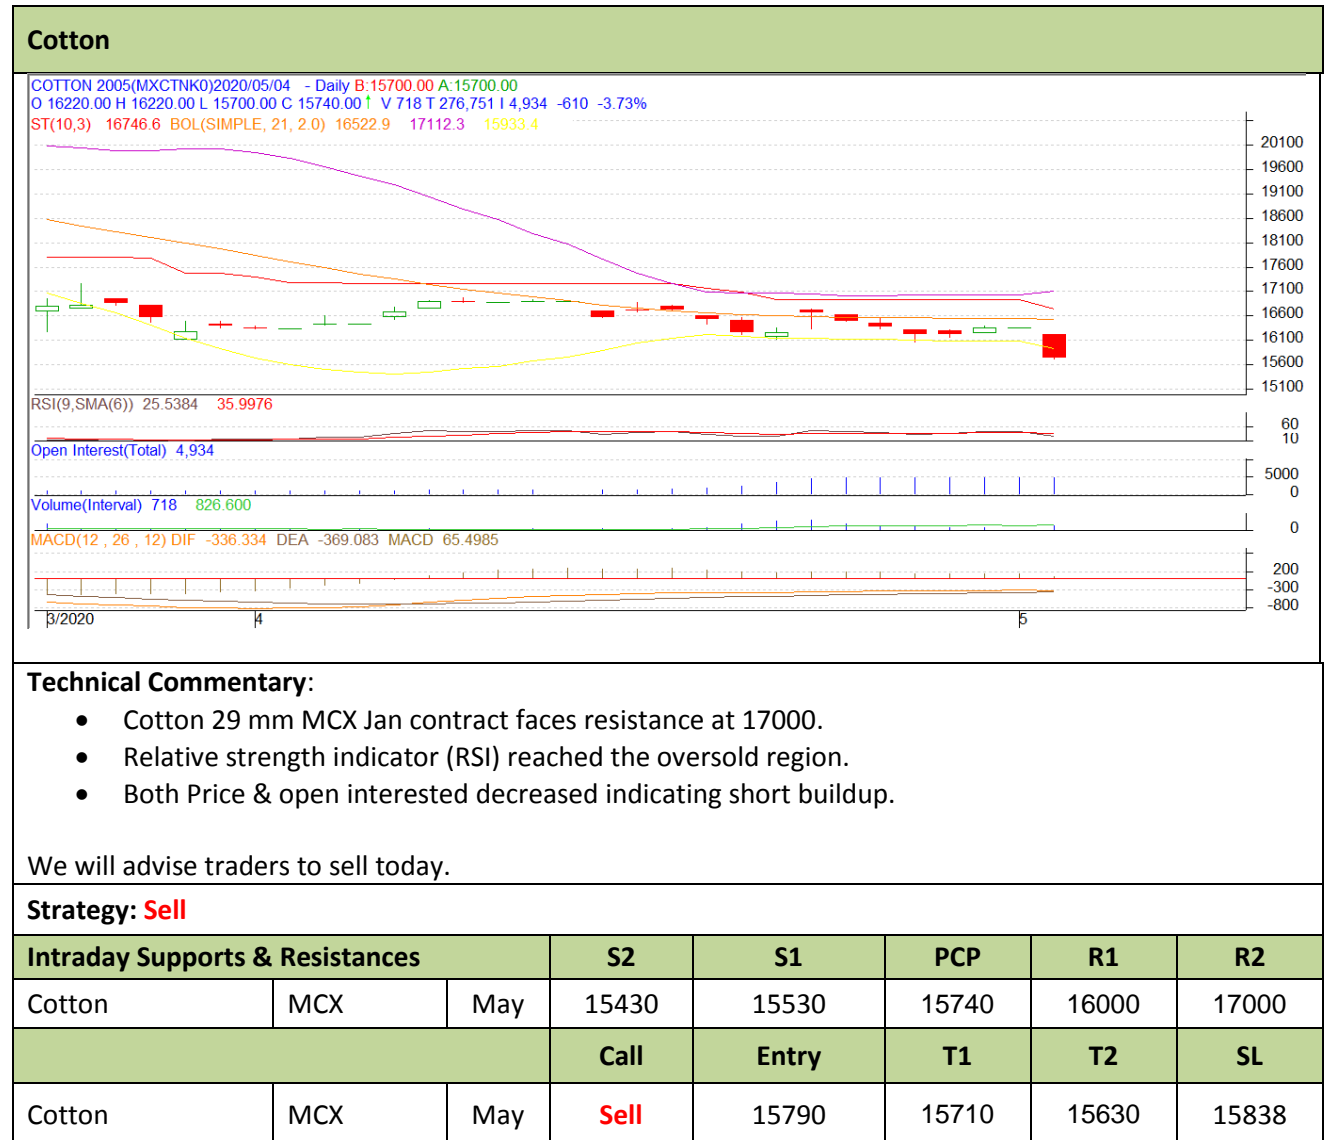 Cotton
COTTON 2005(MXCTNK0)2020/05/04 - Daily B:15700.00 A:15700.00
O 16220.00 H 16220.00 L 15700.00 C 15740.00↑ V 718 T 276,751 I 4,934 -610 -3.73%
ST(10,3) 16746.6 BOL(SIMPLE, 21, 2.0) 16522.9 17112.3 15933.4
20100
19600
19100
18600
18100
17600
17100
16600
16100
15600
15100
RSI(9,SMA(6)) 25.5384 35.9976
60
10
Open Interest(Total) 4,934
5000
0
Volume(Interval) 718 826.600
0
MACD(12 , 26 , 12) DIF -336.334 DEA -369.083 MACD 65.4985
200
-300
-800
3/2020 4 5
Technical Commentary:
• Cotton 29 mm MCX Jan contract faces resistance at 17000.
• Relative strength indicator (RSI) reached the oversold region.
• Both Price & open interested decreased indicating short buildup.
We will advise traders to sell today.
Strategy: Sell
Intraday Supports & Resistances S2 S1 PCP R1 R2
Cotton MCX May 15430 15530 15740 16000 17000
Call Entry T1 T2 SL
Cotton MCX May Sell 15790 15710 15630 15838